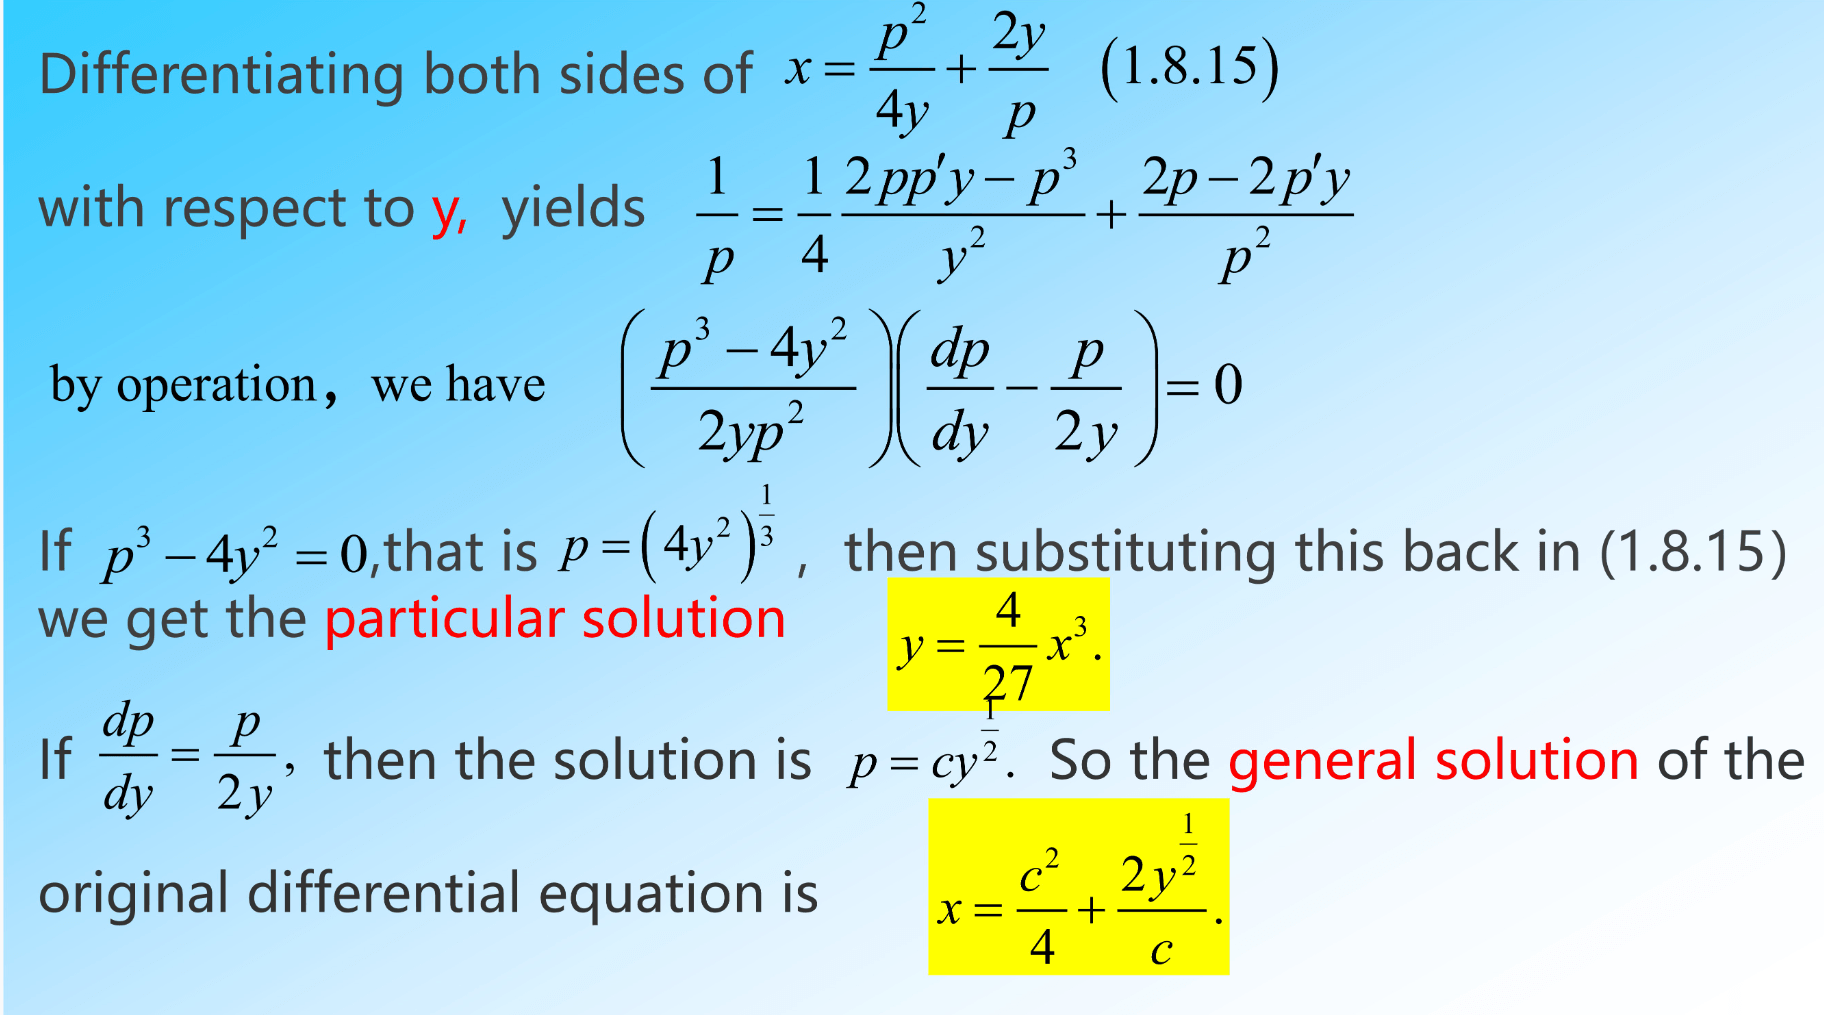 Differentiating both sides of $x = \frac{p^2}{4y} + \frac{2y}{p}$ (1.8.15)
with respect to y, yields $\frac{1}{p} = \frac{1}{4} \frac{2pp'y - p^3}{y^2} + \frac{2p - 2p'y}{p^2}$
by operation，we have $\left( \frac{p^3 - 4y^2}{2yp^2} \right) \left( \frac{dp}{dy} - \frac{p}{2y} \right) = 0$
If $p^3 - 4y^2 = 0$,that is $p = (4y^2)^{\frac{1}{3}}$ , then substituting this back in (1.8.15)
we get the particular solution $y = \frac{4}{27} x^3.$
If $\frac{dp}{dy} = \frac{p}{2y},$ then the solution is $p = cy^{\frac{1}{2}}.$ So the general solution of the
original differential equation is $x = \frac{c^2}{4} + \frac{2y^{\frac{1}{2}}}{c}.$